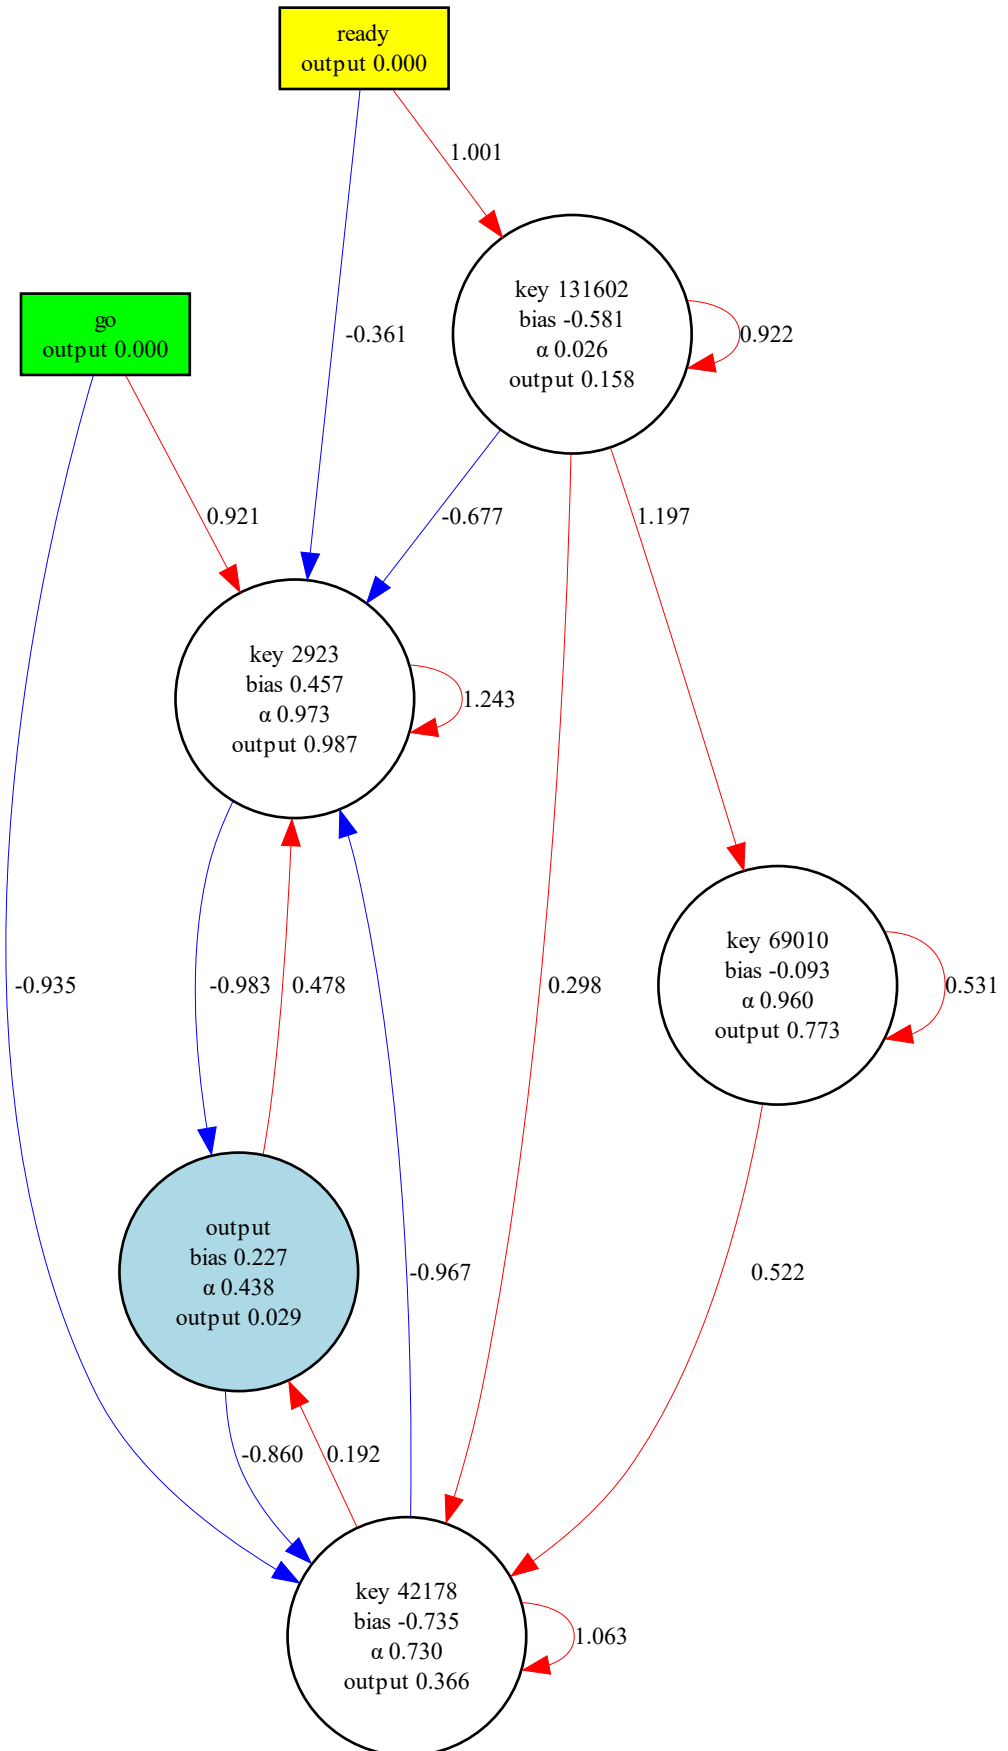 ready
output 0.000
1.001
key 131602
bias -0.581
α 0.026
output 0.158
0.922
go
output 0.000
-0.361
0.921
-0.677
1.197
key 2923
bias 0.457
α 0.973
output 0.987
1.243
-0.935
-0.983
0.478
0.298
key 69010
bias -0.093
α 0.960
output 0.773
0.531
output
bias 0.227
α 0.438
output 0.029
-0.967
0.522
-0.860
0.192
key 42178
bias -0.735
α 0.730
output 0.366
1.063